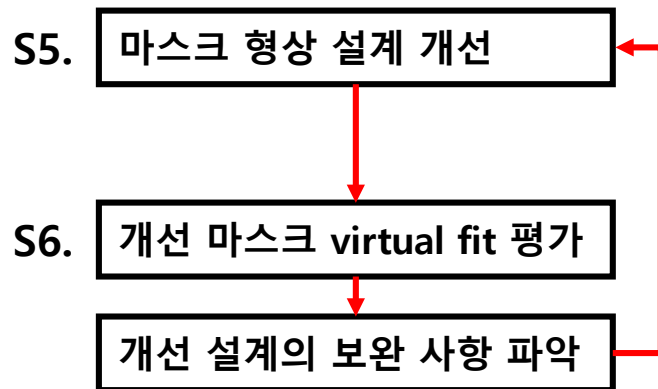 S5. 마스크 형상 설계 개선
S6. 개선 마스크 virtual fit 평가
개선 설계의 보완 사항 파악